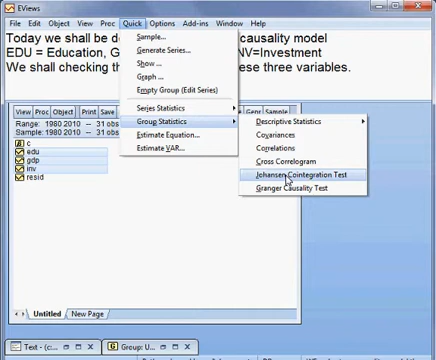 EViews
File Edit Object View Proc Quick Options Add-ins Window Help
Today we shall be d causality model
EDU = Education, G NV=Investment
We shall checking th ese three variables.
Sample...
Generate Series...
Show ...
Graph ...
Empty Group (Edit Series)
Series Statistics
Group Statistics
Estimate Equation...
Estimate VAR...
Descriptive Statistics
Covariances
Correlations
Cross Correlogram
Johansen Cointegration Test
Granger Causality Test
View Proc Object Print Save Genr Sample
Range: 1980 2010 -- 31 obs
Sample: 1980 2010 -- 31 obs
c
edu
gdp
inv
resid
Untitled New Page
Text - (c... Group: U...